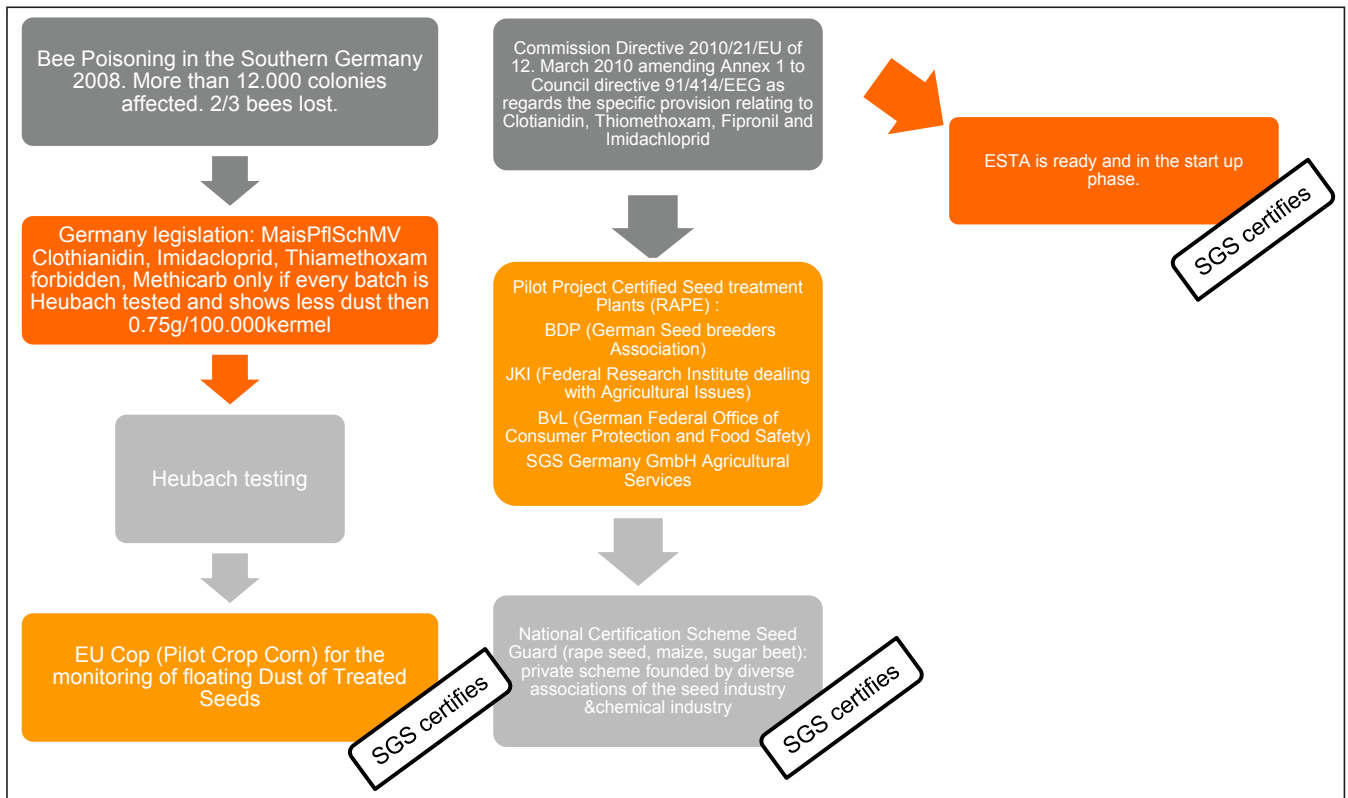 Bee Poisoning in the Southern Germany
2008. More than 12.000 colonies
affected. 2/3 bees lost.
Germany legislation: MaisPflSchMV
Clothianidin, Imidacloprid, Thiamethoxam
forbidden, Methicarb only if every batch is
Heubach tested and shows less dust then
0.75g/100.000kermel
Heubach testing
EU Cop (Pilot Crop Corn) for the
monitoring of floating Dust of Treated
Seeds
SGS certifies
Commission Directive 2010/21/EU of
12. March 2010 amending Annex 1 to
Council directive 91/414/EEG as
regards the specific provision relating to
Clotianidin, Thiomethoxam, Fipronil and
Imidachloprid
Pilot Project Certified Seed treatment
Plants (RAPE) :
BDP (German Seed breeders
Association)
JKI (Federal Research Institute dealing
with Agricultural Issues)
BvL (German Federal Office of
Consumer Protection and Food Safety)
SGS Germany GmbH Agricultural
Services
National Certification Scheme Seed
Guard (rape seed, maize, sugar beet):
private scheme founded by diverse
associations of the seed industry
&chemical industry
SGS certifies
ESTA is ready and in the start up
phase.
SGS certifies